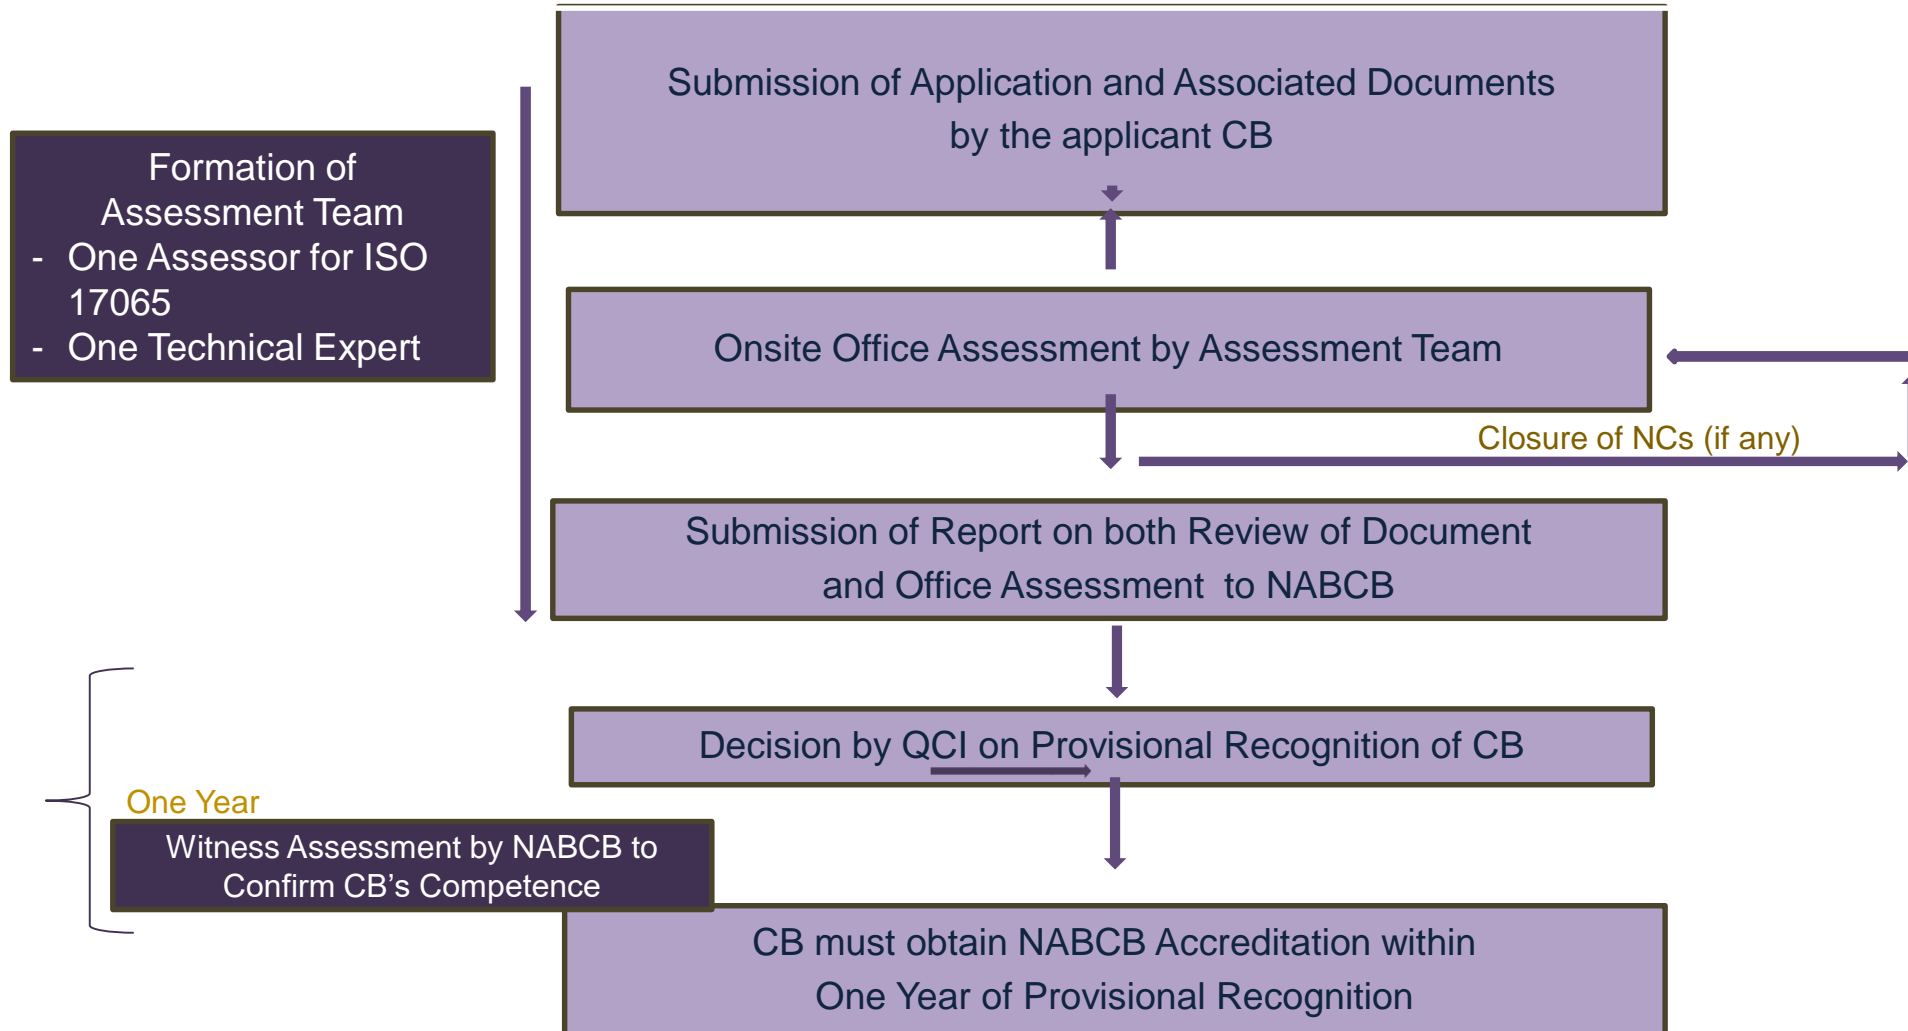 Submission of Application and Associated Documents
by the applicant CB
Formation of
Assessment Team
- One Assessor for ISO
17065
- One Technical Expert
Onsite Office Assessment by Assessment Team
Closure of NCs (if any)
Submission of Report on both Review of Document
and Office Assessment to NABCB
Decision by QCI on Provisional Recognition of CB
One Year
Witness Assessment by NABCB to
Confirm CB’s Competence
CB must obtain NABCB Accreditation within
One Year of Provisional Recognition